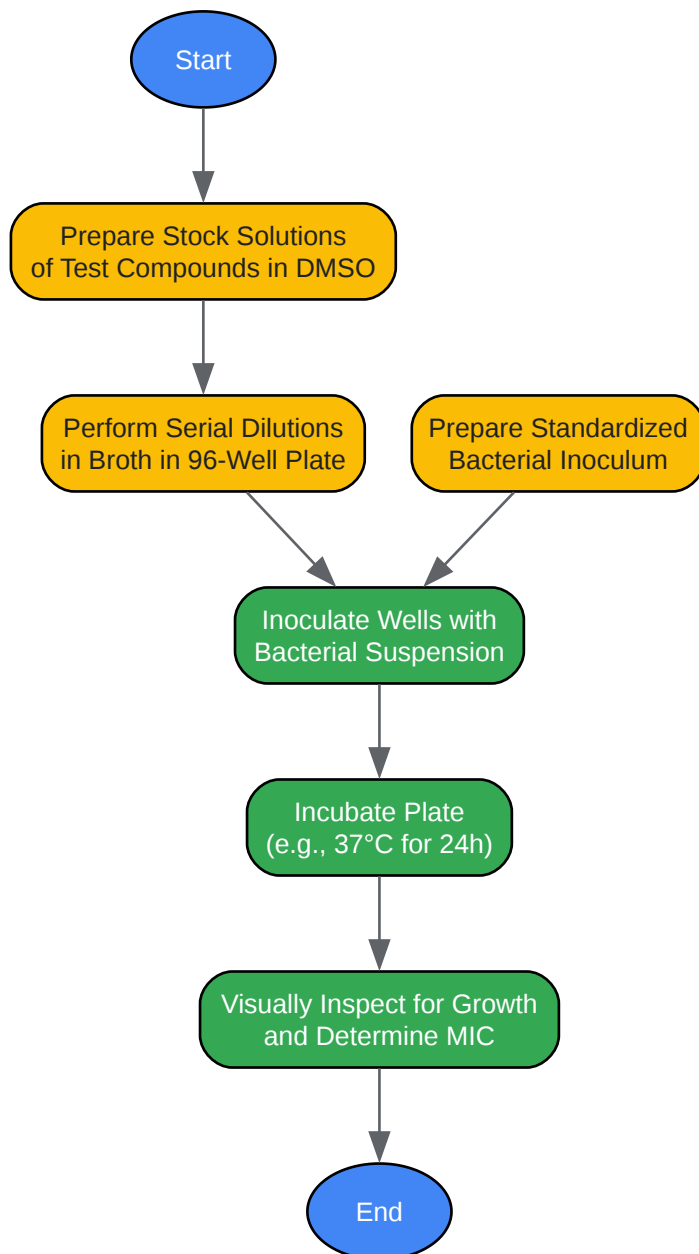 Start
Prepare Stock Solutions
of Test Compounds in DMSO
Perform Serial Dilutions
in Broth in 96-Well Plate
Prepare Standardized
Bacterial Inoculum
Inoculate Wells with
Bacterial Suspension
Incubate Plate
(e.g., 37°C for 24h)
Visually Inspect for Growth
and Determine MIC
End